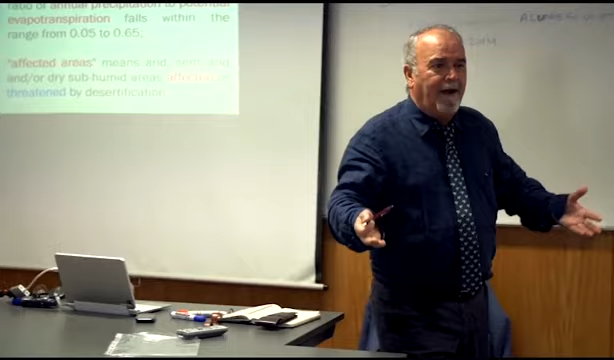 ratio of annual precipitation to potential
evapotranspiration falls within the
range from 0.05 to 0.65;
"affected areas" means arid, semi-arid
and/or dry sub-humid areas affected or
threatened by desertification.